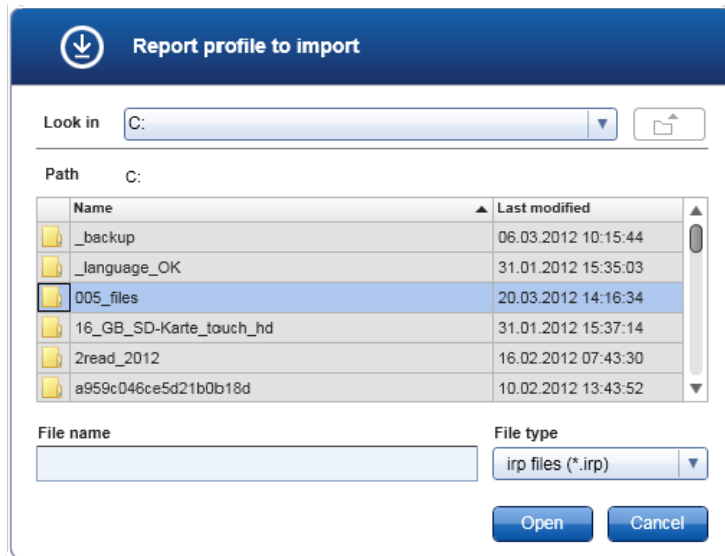 Report profile to import
Look in C:
Path C:
Name Last modified
_backup 06.03.2012 10:15:44
_language_OK 31.01.2012 15:35:03
005_files 20.03.2012 14:16:34
16_GB_SD-Karte_touch_hd 31.01.2012 15:37:14
2read_2012 16.02.2012 07:43:30
a959c046ce5d21b0b18d 10.02.2012 13:43:52
File name File type
irp files (*.irp)
Open Cancel